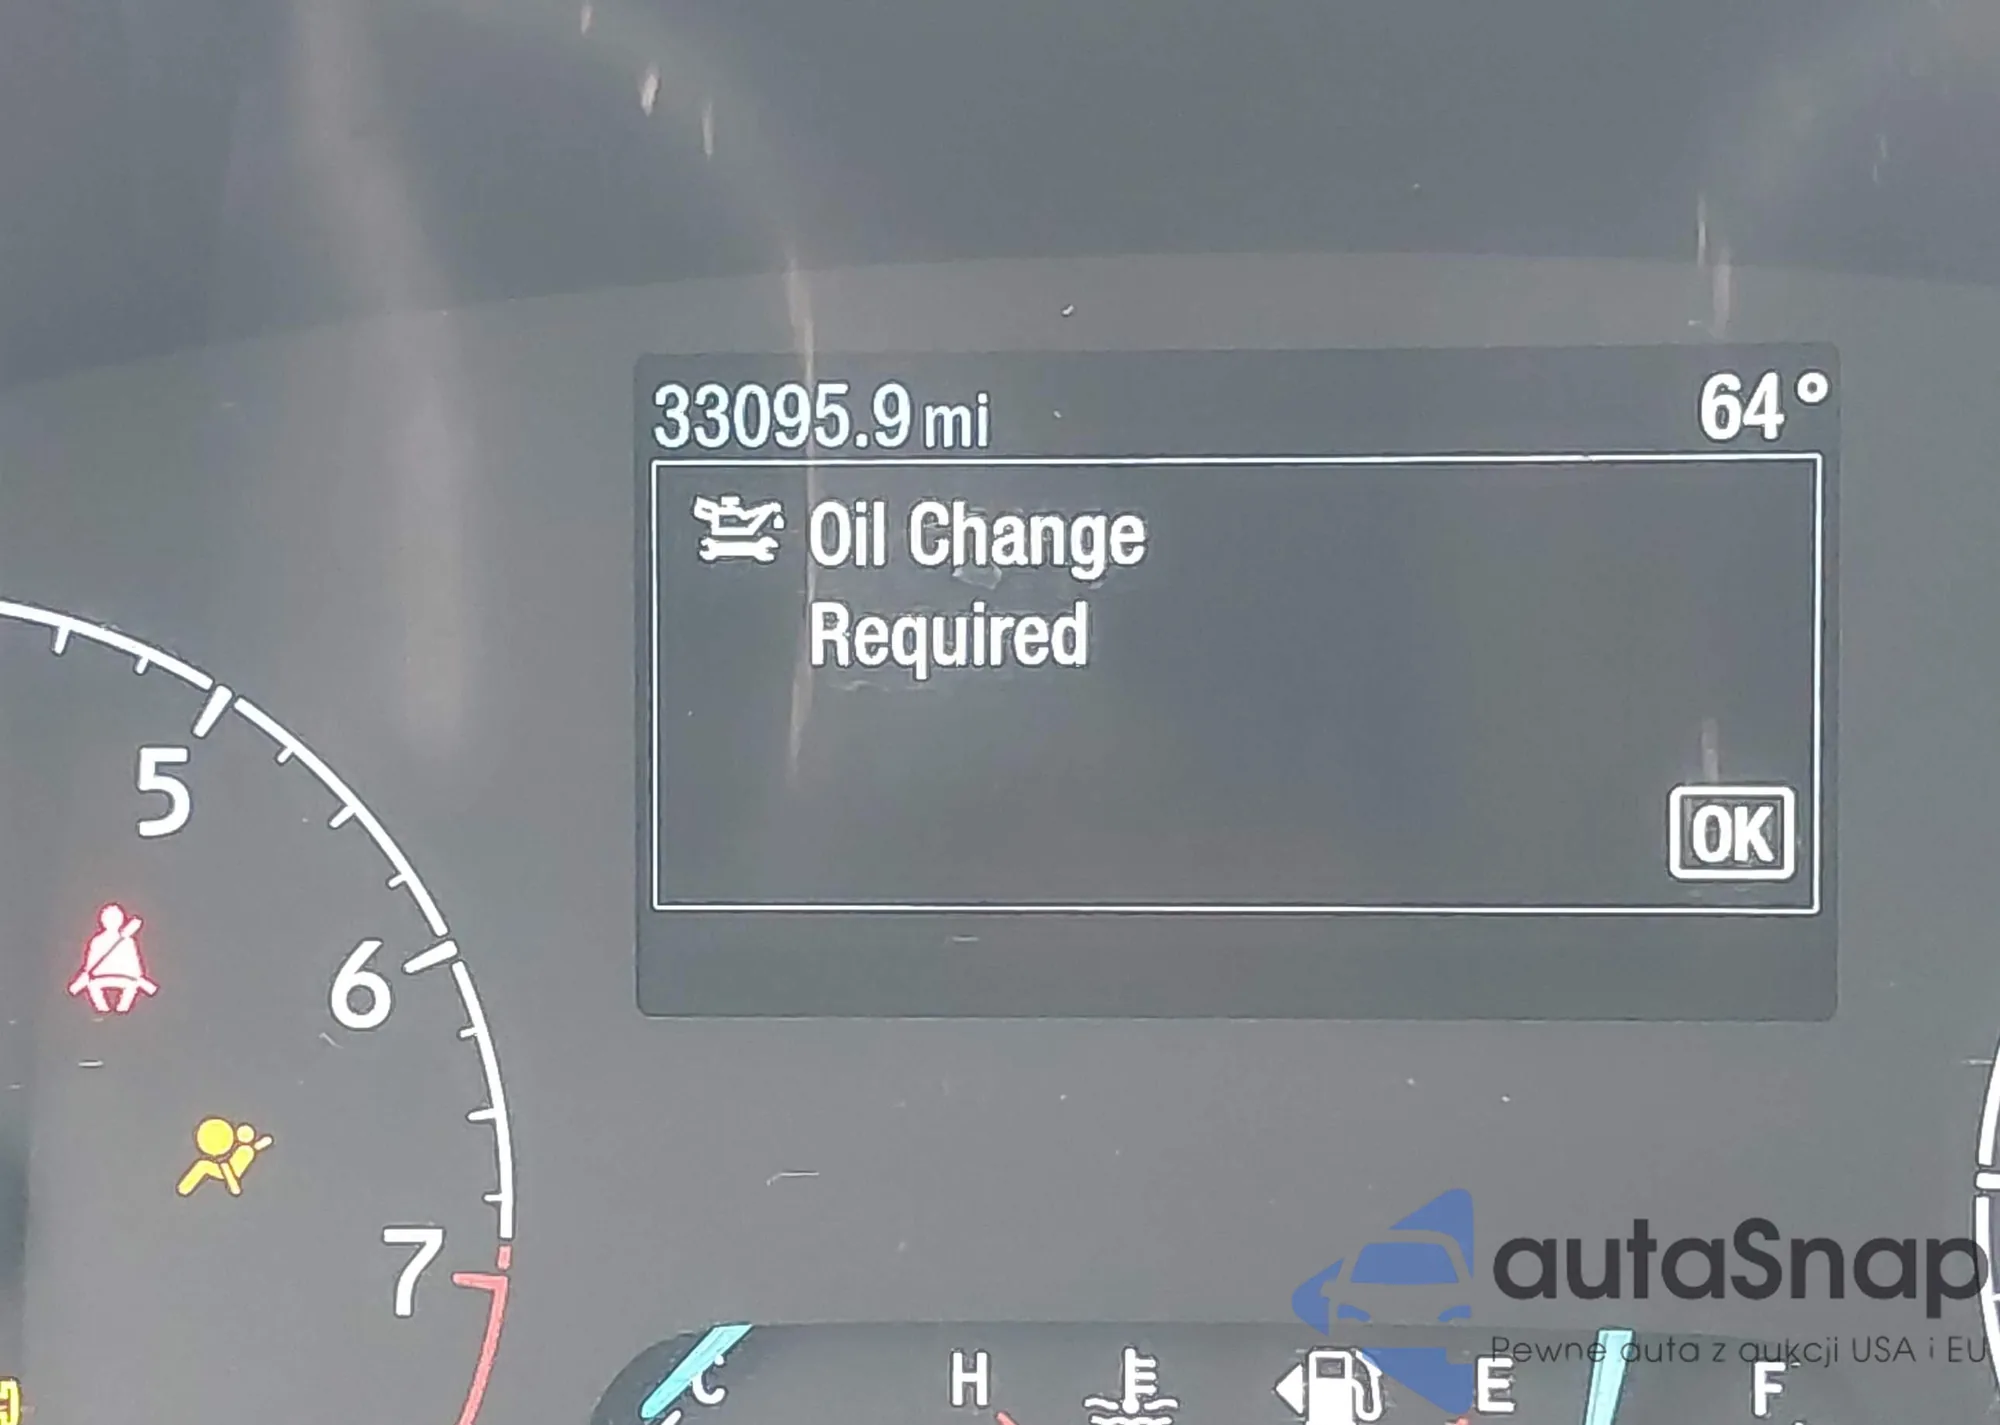 33095.9 mi 64°
Oil Change
Required
OK
5
6
7
C H E F
autaSnap
Pewne auta z aukcji USA i EU